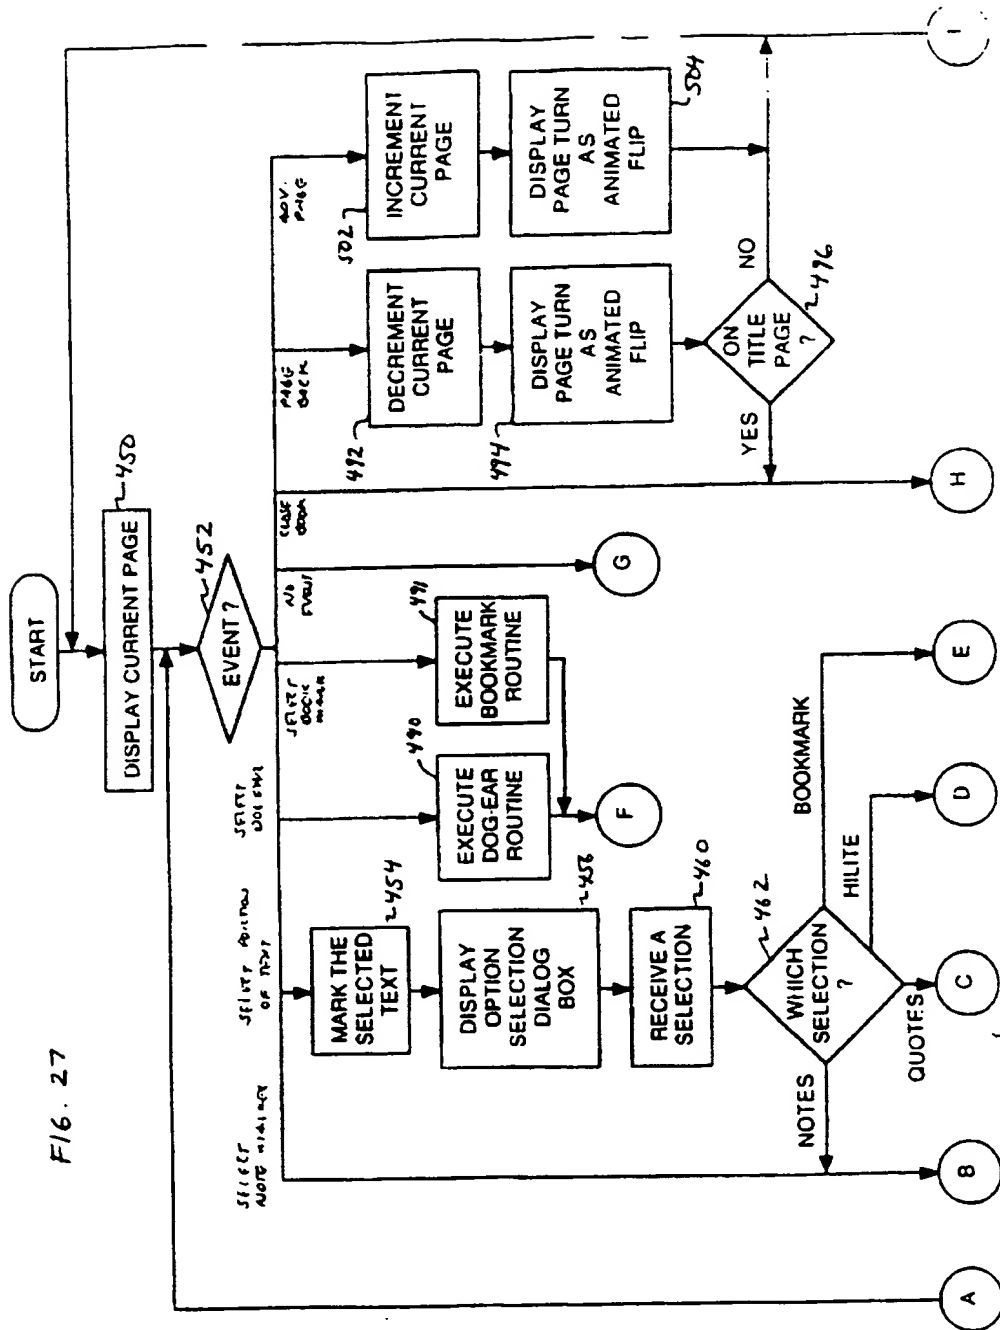 FIG. 27
START
DISPLAY CURRENT PAGE
450
EVENT ?
452
SELECT
NOTE MARKER
SELECT PORTION
OF TEXT
SELECT
DOG EAR
SELECT
BOOK
MARK
NO
EVENT
CLOSE
BOOK
PAGE
BACK
ADV.
PAGE
MARK THE
SELECTED
TEXT
454
DISPLAY
OPTION
SELECTION
DIALOG
BOX
456
RECEIVE A
SELECTION
460
WHICH
SELECTION
?
462
NOTES
QUOTES
HILITE
BOOKMARK
EXECUTE
DOG-EAR
ROUTINE
490
EXECUTE
BOOKMARK
ROUTINE
491
DECREMENT
CURRENT
PAGE
492
DISPLAY
PAGE TURN
AS
ANIMATED
FLIP
494
ON
TITLE
PAGE
?
496
YES
NO
INCREMENT
CURRENT
PAGE
502
DISPLAY
PAGE TURN
AS
ANIMATED
FLIP
504
A
B
C
D
E
F
G
H
I